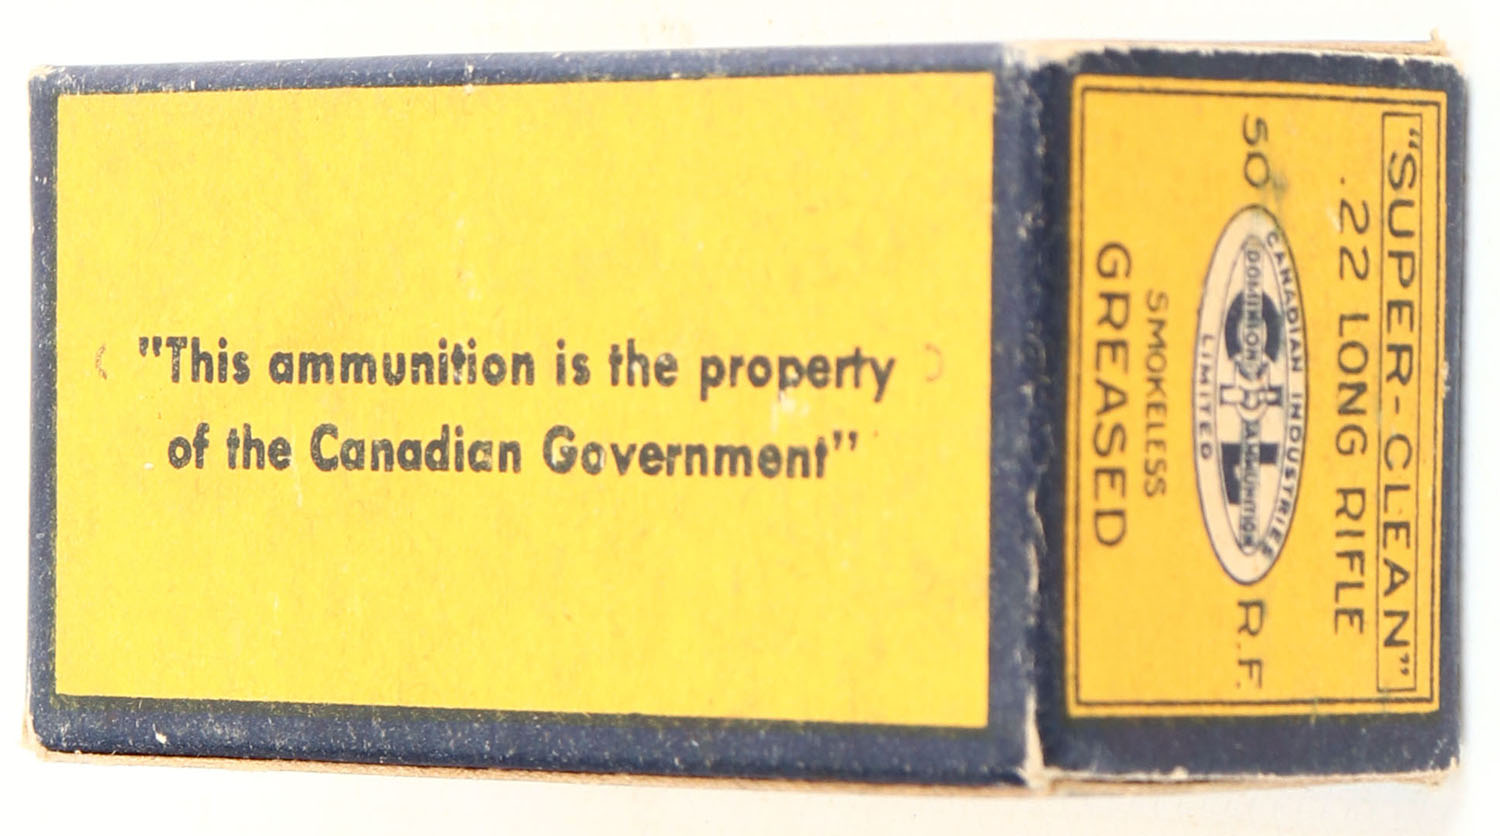 "This ammunition is the property
of the Canadian Government"
"SUPER-CLEAN"
.22 LONG RIFLE
50
CANADIAN INDUSTRIES
DOMINION AMMUNITION
LIMITED
R.F.
SMOKELESS
GREASED